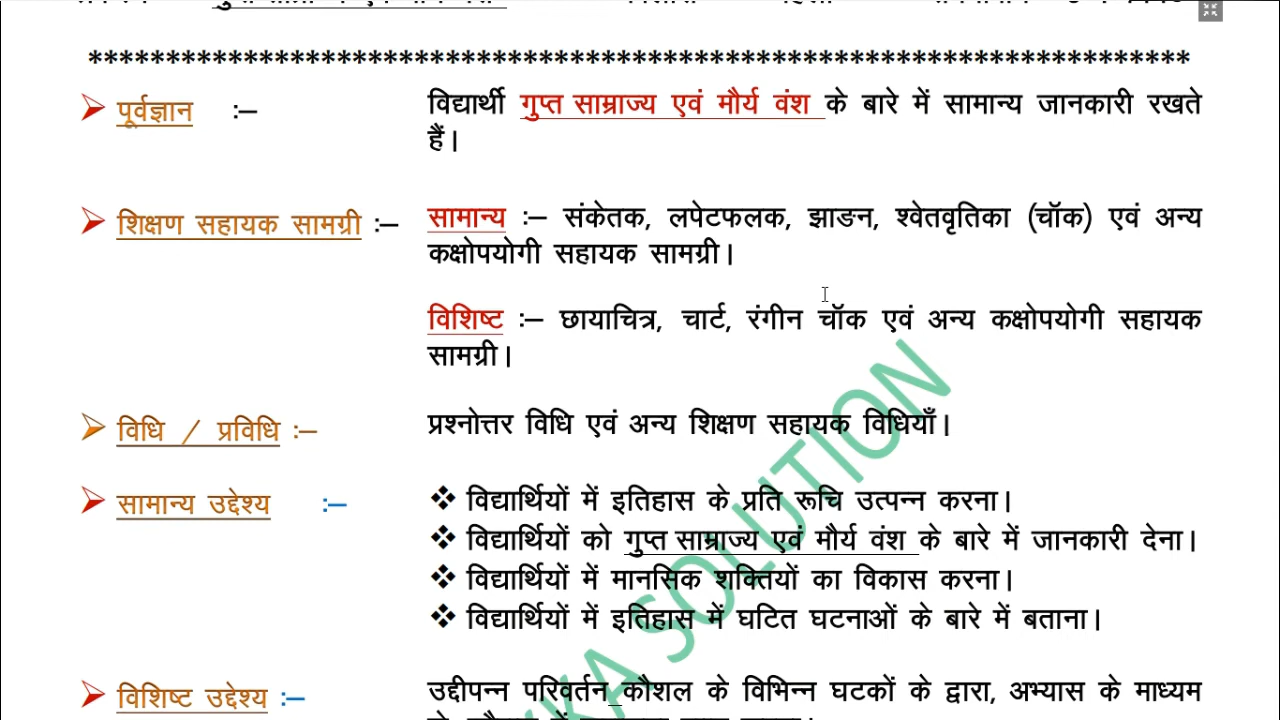 **********************************************************************************
➤ पूर्वज्ञान :– विद्यार्थी गुप्त साम्राज्य एवं मौर्य वंश के बारे में सामान्य जानकारी रखते
हैं।
➤ शिक्षण सहायक सामग्री :– सामान्य :– संकेतक, लपेटफलक, झाङन, श्वेतवृतिका (चॉक) एवं अन्य
कक्षोपयोगी सहायक सामग्री।
विशिष्ट :– छायाचित्र, चार्ट, रंगीन चॉक एवं अन्य कक्षोपयोगी सहायक
सामग्री।
➤ विधि / प्रविधि :– प्रश्नोत्तर विधि एवं अन्य शिक्षण सहायक विधियाँ।
➤ सामान्य उद्देश्य :– ❖ विद्यार्थियों में इतिहास के प्रति रूचि उत्पन्न करना।
❖ विद्यार्थियों को गुप्त साम्राज्य एवं मौर्य वंश के बारे में जानकारी देना।
❖ विद्यार्थियों में मानसिक शक्तियों का विकास करना।
❖ विद्यार्थियों में इतिहास में घटित घटनाओं के बारे में बताना।
➤ विशिष्ट उद्देश्य :– उद्दीपन्न परिवर्तन कौशल के विभिन्न घटकों के द्वारा, अभ्यास के माध्यम
SOLUTION